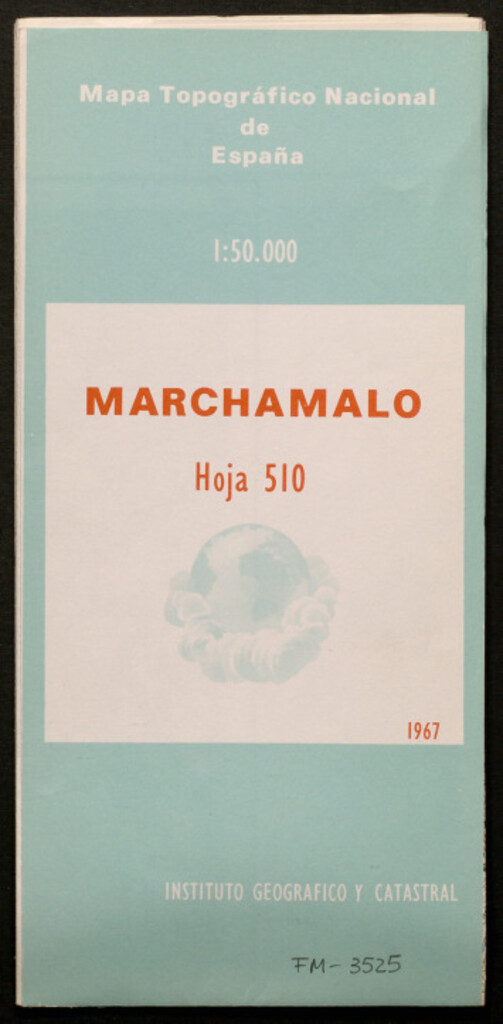 Mapa Topográfico Nacional
de
España
1:50.000
MARCHAMALO
Hoja 510
1967
INSTITUTO GEOGRAFICO Y CATASTRAL
FM-3525